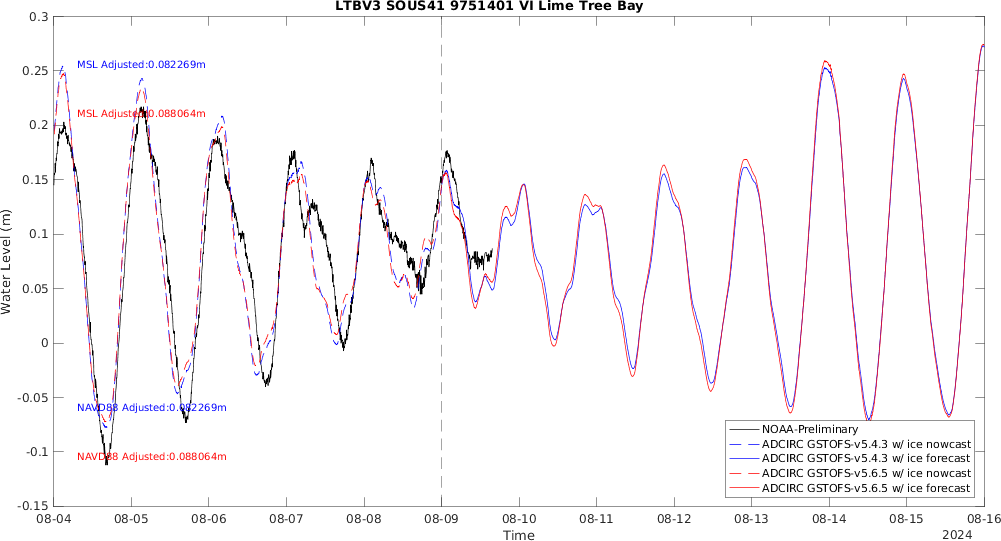 LTBV3 SOUS41 9751401 VI Lime Tree Bay
0.3
0.25
0.2
0.15
0.1
0.05
0
-0.05
-0.1
-0.15
Water Level (m)
MSL Adjusted:0.082269m
MSL Adjusted:0.088064m
NAVD88 Adjusted:0.082269m
NAVD88 Adjusted:0.088064m
NOAA-Preliminary
ADCIRC GSTOFS-v5.4.3 w/ ice nowcast
ADCIRC GSTOFS-v5.4.3 w/ ice forecast
ADCIRC GSTOFS-v5.6.5 w/ ice nowcast
ADCIRC GSTOFS-v5.6.5 w/ ice forecast
08-04 08-05 08-06 08-07 08-08 08-09 08-10 08-11 08-12 08-13 08-14 08-15 08-16
Time
2024